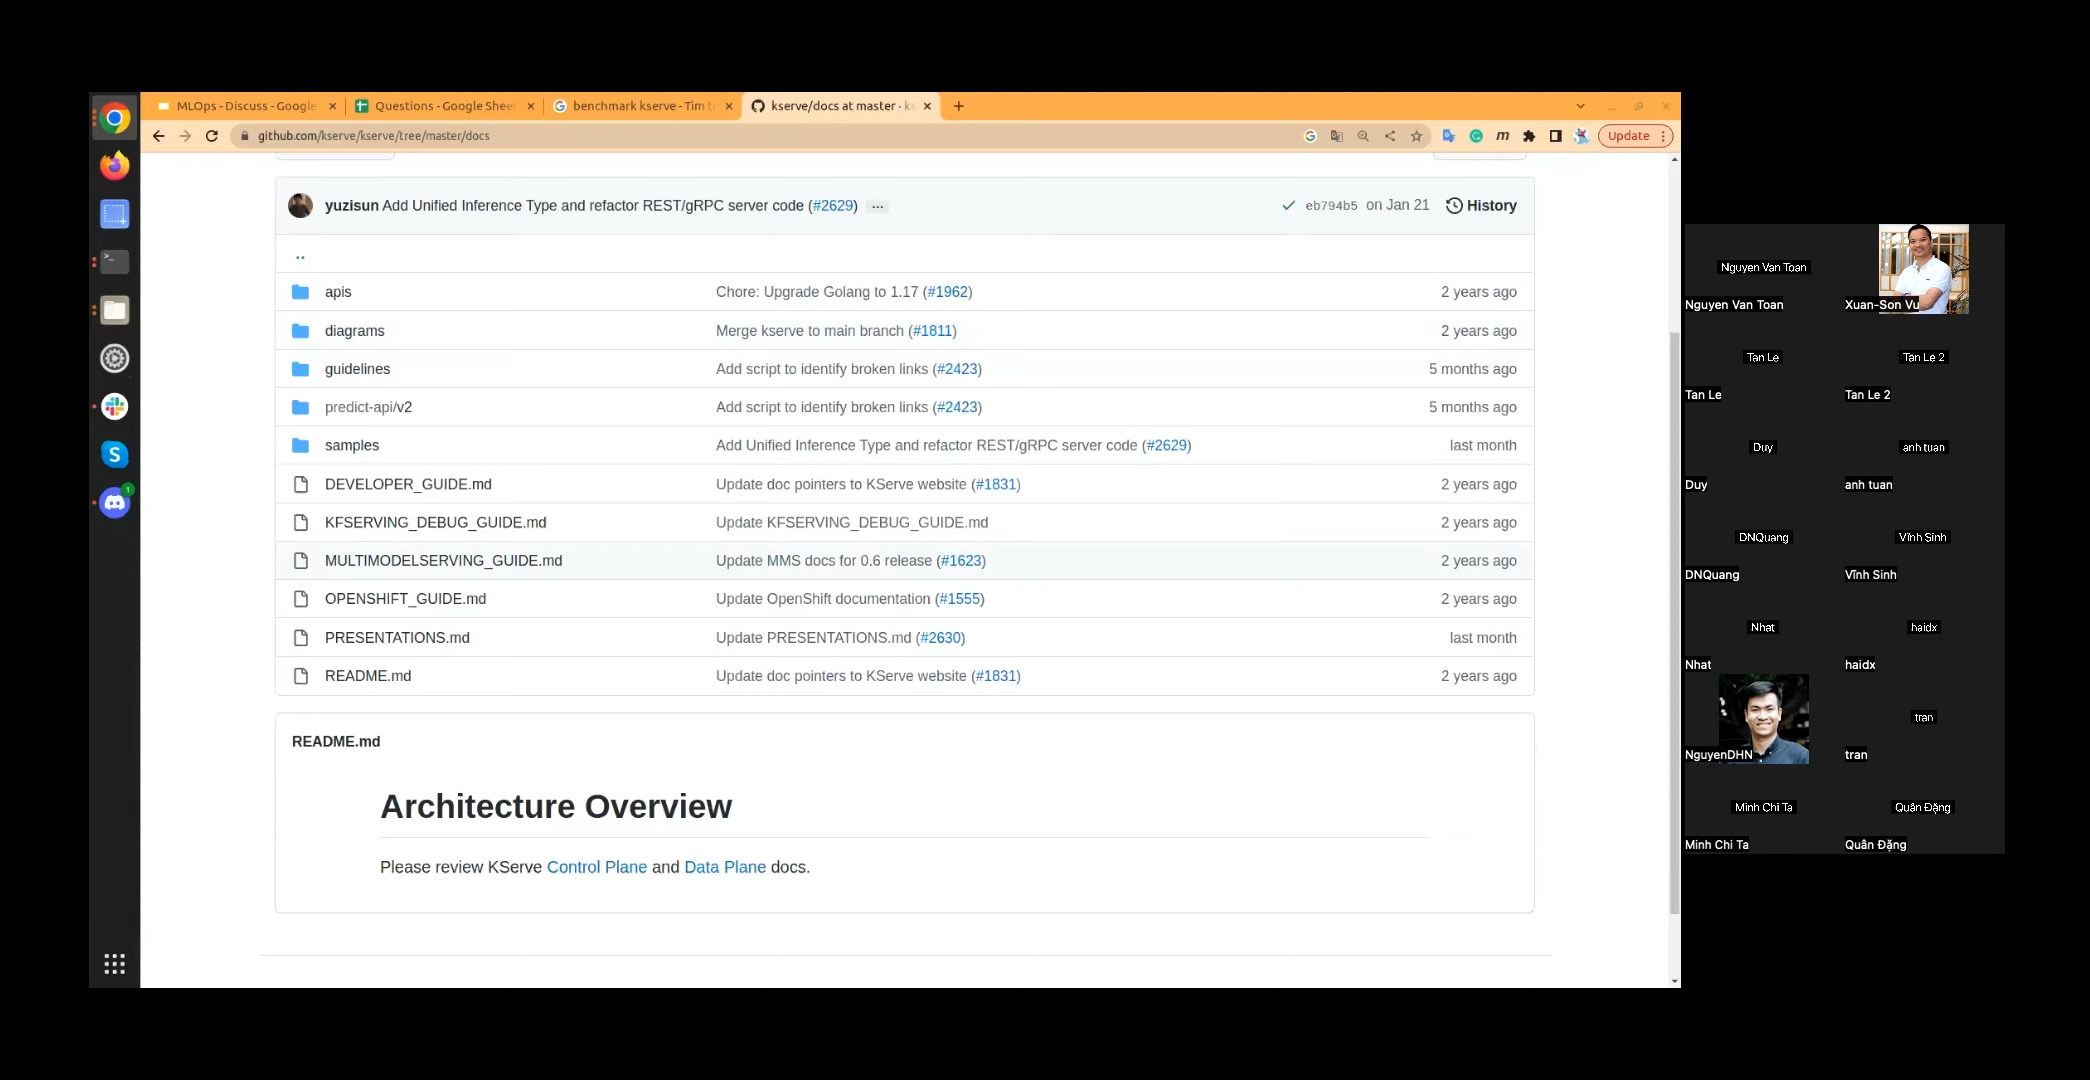 MLOps - Discuss - Google
Questions - Google Sheet
benchmark kserve - Tìm t
kserve/docs at master · ks
github.com/kserve/kserve/tree/master/docs
Update
yuzisun Add Unified Inference Type and refactor REST/gRPC server code (#2629) ...
eb794b5 on Jan 21 History
..
apis Chore: Upgrade Golang to 1.17 (#1962) 2 years ago
diagrams Merge kserve to main branch (#1811) 2 years ago
guidelines Add script to identify broken links (#2423) 5 months ago
predict-api/v2 Add script to identify broken links (#2423) 5 months ago
samples Add Unified Inference Type and refactor REST/gRPC server code (#2629) last month
DEVELOPER_GUIDE.md Update doc pointers to KServe website (#1831) 2 years ago
KFSERVING_DEBUG_GUIDE.md Update KFSERVING_DEBUG_GUIDE.md 2 years ago
MULTIMODELSERVING_GUIDE.md Update MMS docs for 0.6 release (#1623) 2 years ago
OPENSHIFT_GUIDE.md Update OpenShift documentation (#1555) 2 years ago
PRESENTATIONS.md Update PRESENTATIONS.md (#2630) last month
README.md Update doc pointers to KServe website (#1831) 2 years ago
README.md
Architecture Overview
Please review KServe Control Plane and Data Plane docs.
Nguyen Van Toan
Nguyen Van Toan Xuan-Son Vu
Tan Le Tan Le 2
Tan Le Tan Le 2
Duy anh tuan
Duy anh tuan
DNQuang Vĩnh Sinh
DNQuang Vĩnh Sinh
Nhat haidx
Nhat haidx
tran
NguyenDHN tran
Minh Chi Ta Quân Đặng
Minh Chi Ta Quân Đặng